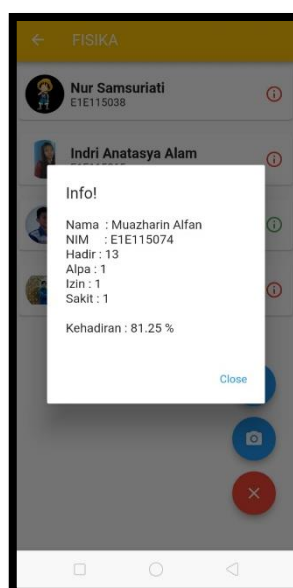 FISIKA
Nur Samsuriati
E1E115038
Indri Anatasya Alam
Info!
Nama : Muazharin Alfan
NIM : E1E115074
Hadir : 13
Alpa : 1
Izin : 1
Sakit : 1
Kehadiran : 81.25 %
Close